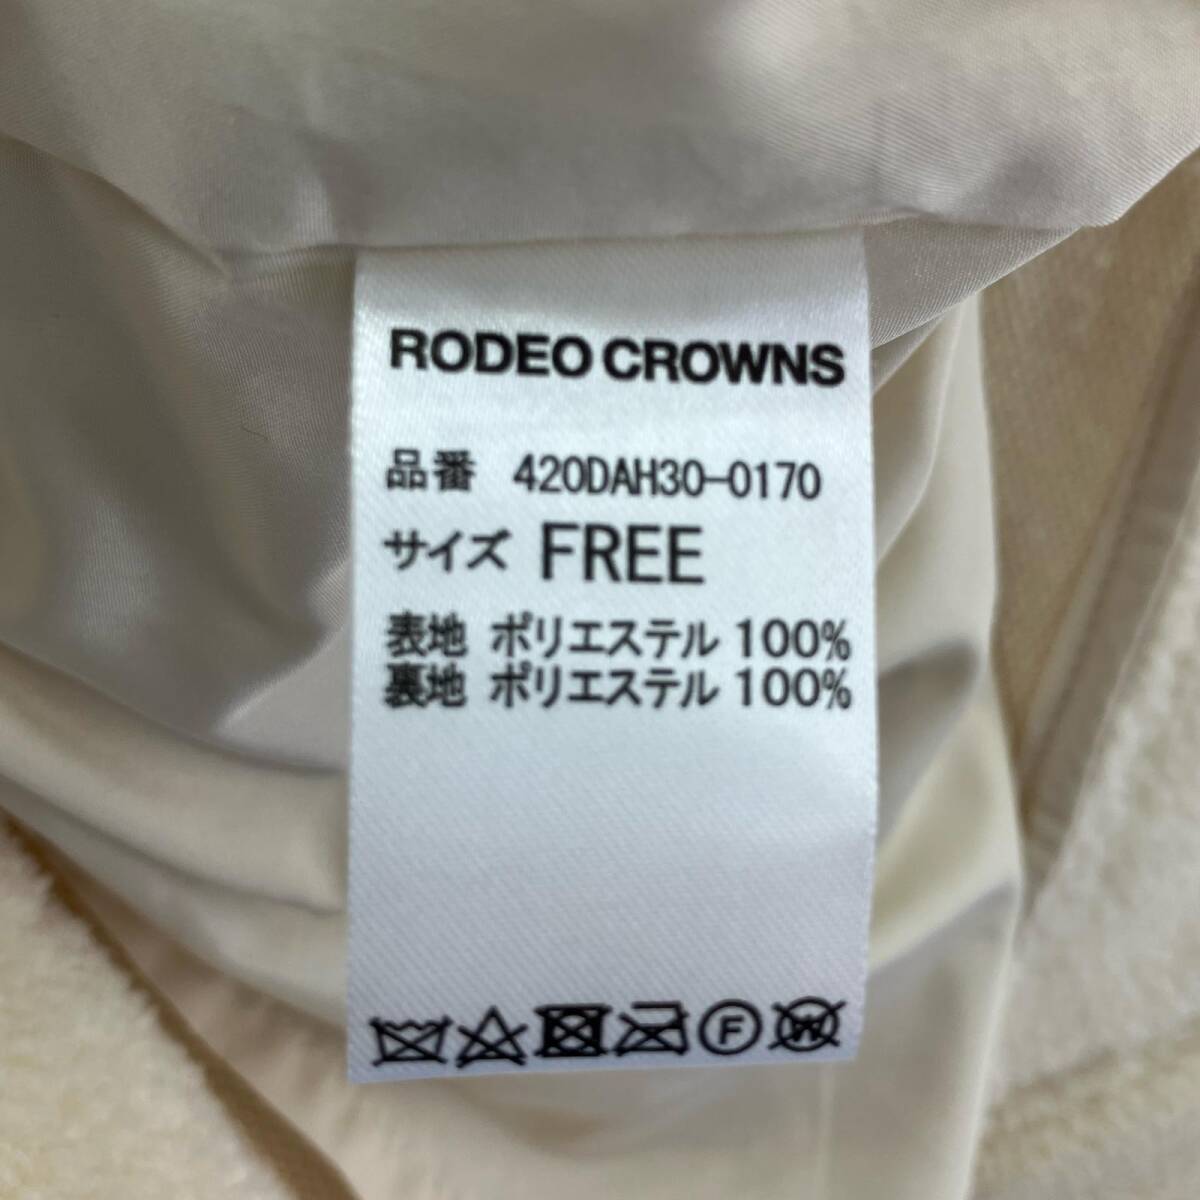 RODEO CROWNS
品番 420DAH30-0170
サイズ FREE
表地 ポリエステル 100%
裏地 ポリエステル 100%
F W